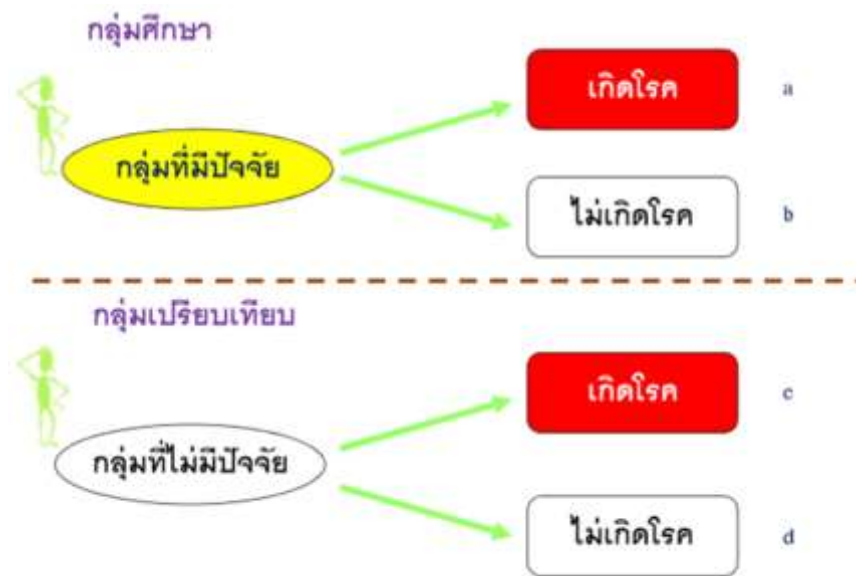 กลุ่มศึกษา
เกิดโรค a
กลุ่มที่มีปัจจัย
ไม่เกิดโรค b
กลุ่มเปรียบเทียบ
เกิดโรค c
กลุ่มที่ไม่มีปัจจัย
ไม่เกิดโรค d